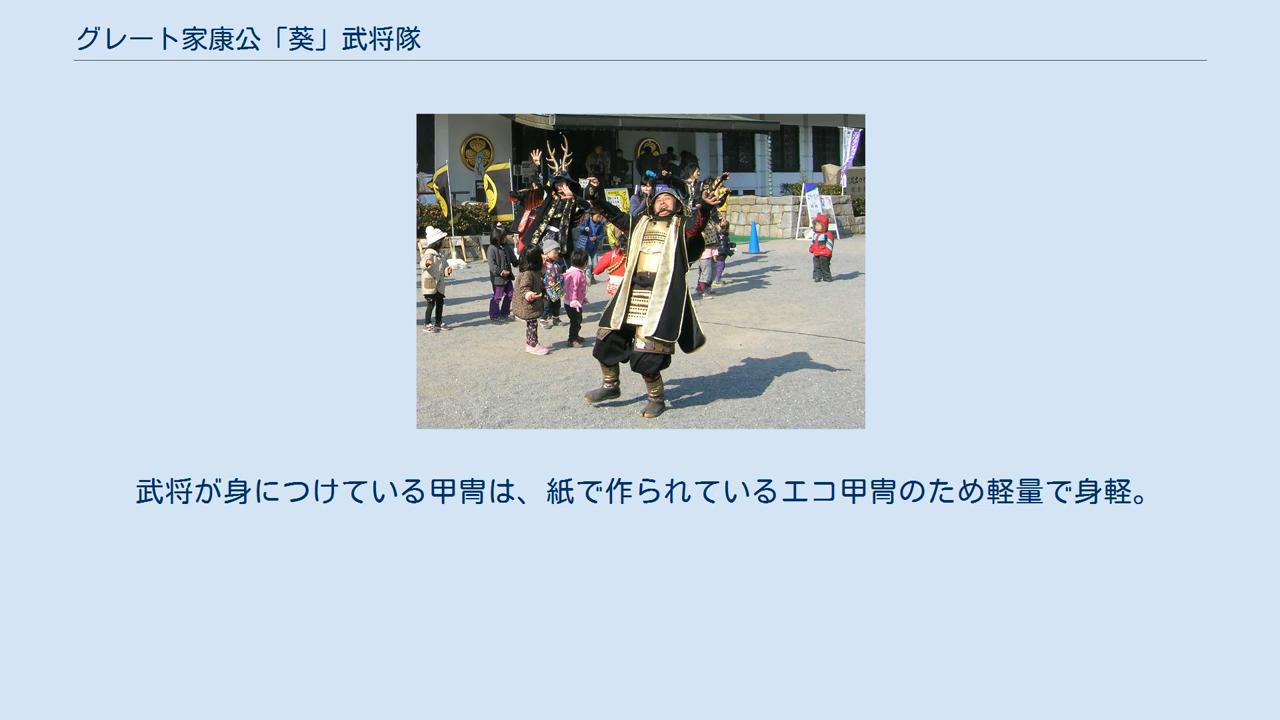 グレート家康公「葵」武将隊
武将が身につけている甲冑は、紙で作られているエコ甲冑のため軽量で身軽。